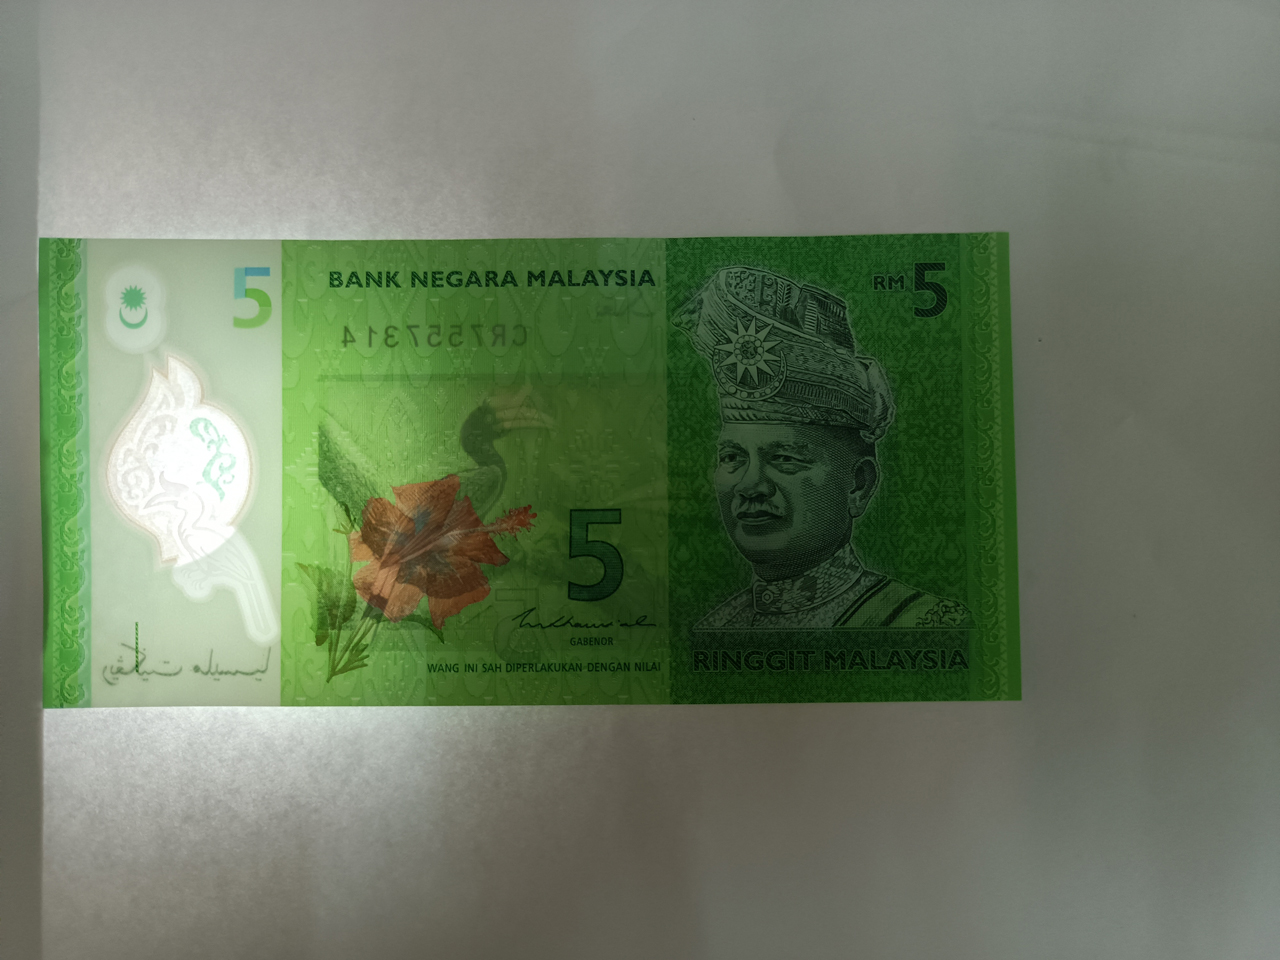 5
BANK NEGARA MALAYSIA
RM 5
CR7557314
5
GABENOR
WANG INI SAH DIPERLAKUKAN DENGAN NILAI
RINGGIT MALAYSIA